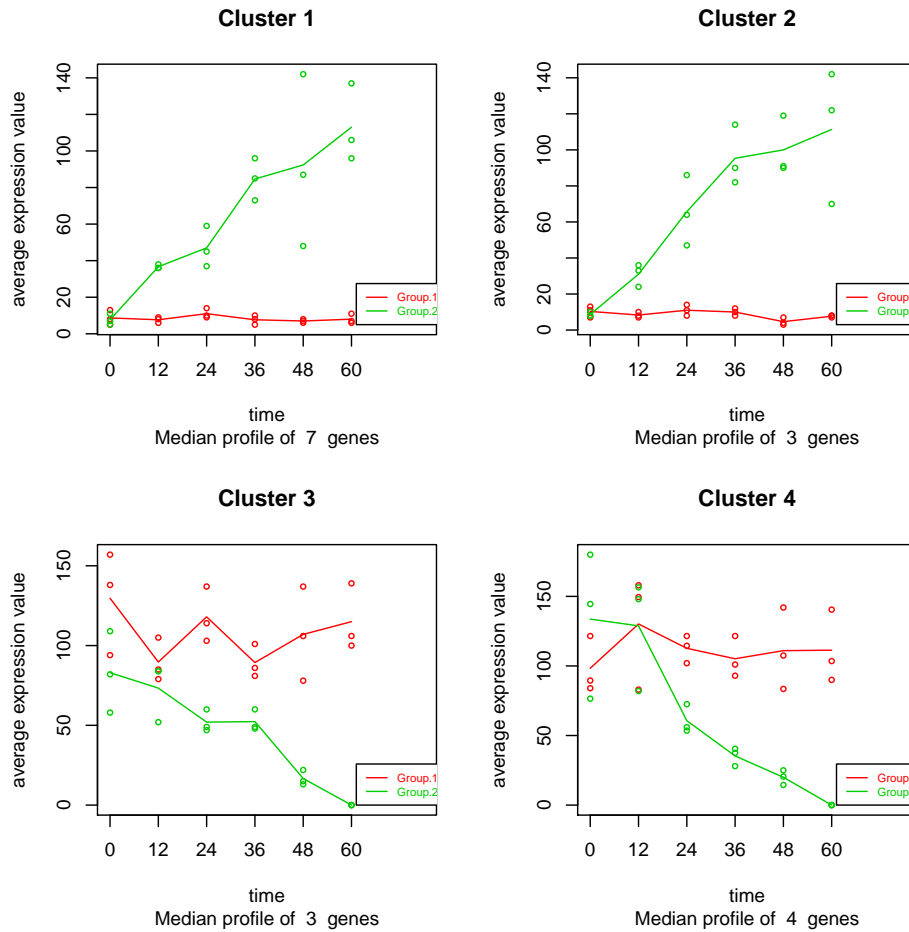 Cluster 1
average expression value
0 20 60 100 140
Group.1
Group.2
0 12 24 36 48 60
time
Median profile of 7 genes
Cluster 2
average expression value
0 20 60 100 140
Group
Group
0 12 24 36 48 60
time
Median profile of 3 genes
Cluster 3
average expression value
0 50 100 150
Group.1
Group.2
0 12 24 36 48 60
time
Median profile of 3 genes
Cluster 4
average expression value
0 50 100 150
Group
Group
0 12 24 36 48 60
time
Median profile of 4 genes